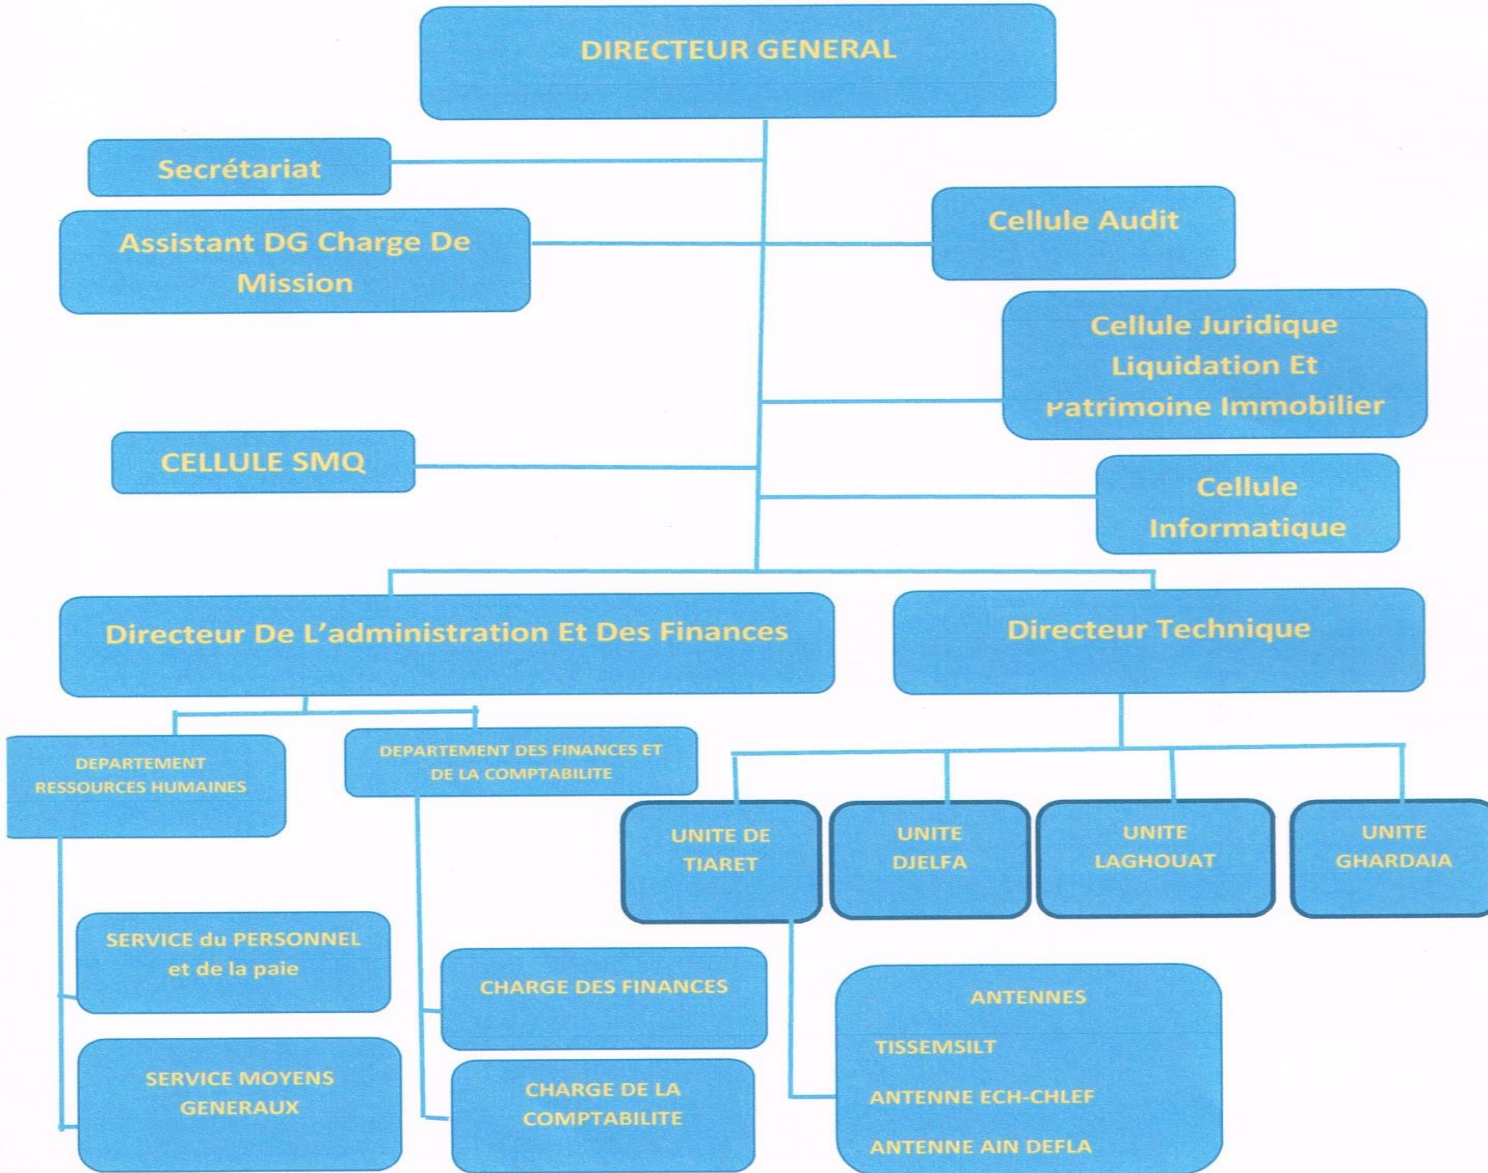 DIRECTEUR GENERAL
Secrétariat
Assistant DG Charge De
Mission
Cellule Audit
Cellule Juridique
Liquidation Et
Patrimoine Immobilier
CELLULE SMQ
Cellule
Informatique
Directeur De L’administration Et Des Finances
Directeur Technique
DEPARTEMENT
RESSOURCES HUMAINES
DEPARTEMENT DES FINANCES ET
DE LA COMPTABILITE
UNITE DE
TIARET
UNITE
DJELFA
UNITE
LAGHOUAT
UNITE
GHARDAIA
SERVICE du PERSONNEL
et de la paie
SERVICE MOYENS
GENERAUX
CHARGE DES FINANCES
CHARGE DE LA
COMPTABILITE
ANTENNES
TISSEMSILT
ANTENNE ECH-CHLEF
ANTENNE AIN DEFLA